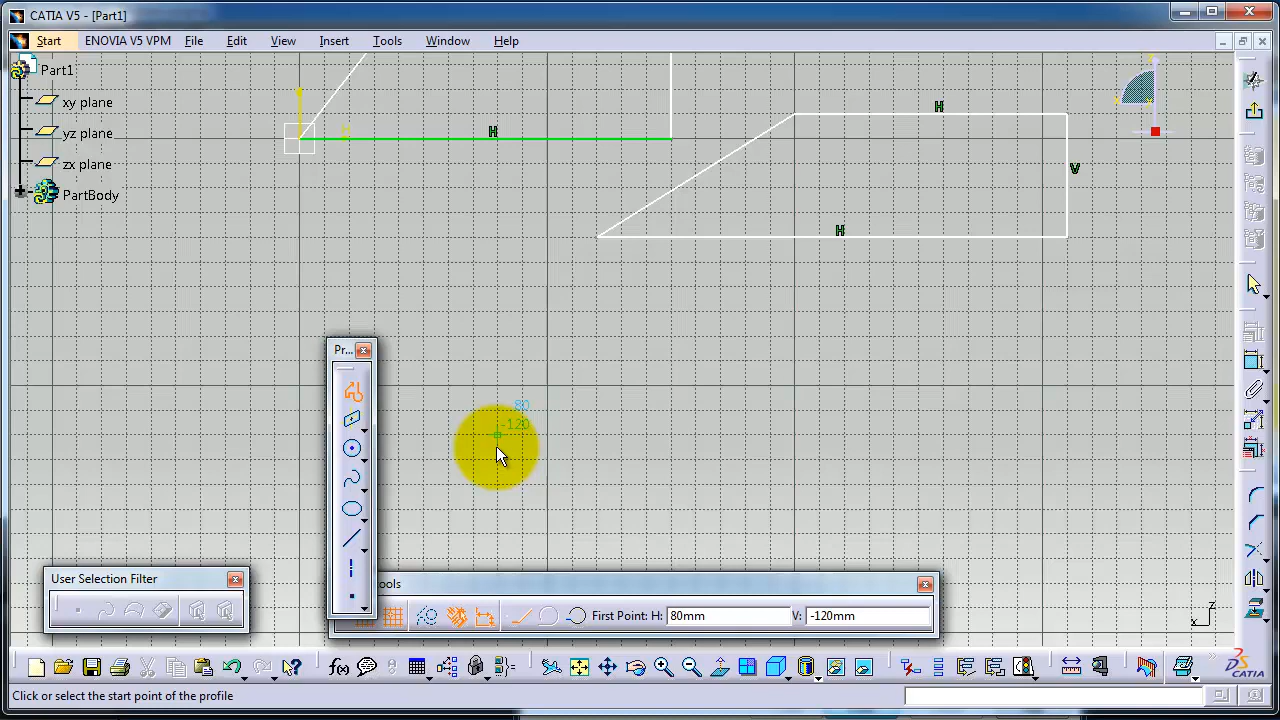 CATIA V5 - [Part1]
Start ENOVIA V5 VPM File Edit View Insert Tools Window Help
Part1
xy plane
yz plane
zx plane
PartBody
H
H
V
H
80
-120
Pr...
User Selection Filter
ools
First Point: H: 80mm V: -120mm
f(x)
z
x
CATIA
Click or select the start point of the profile